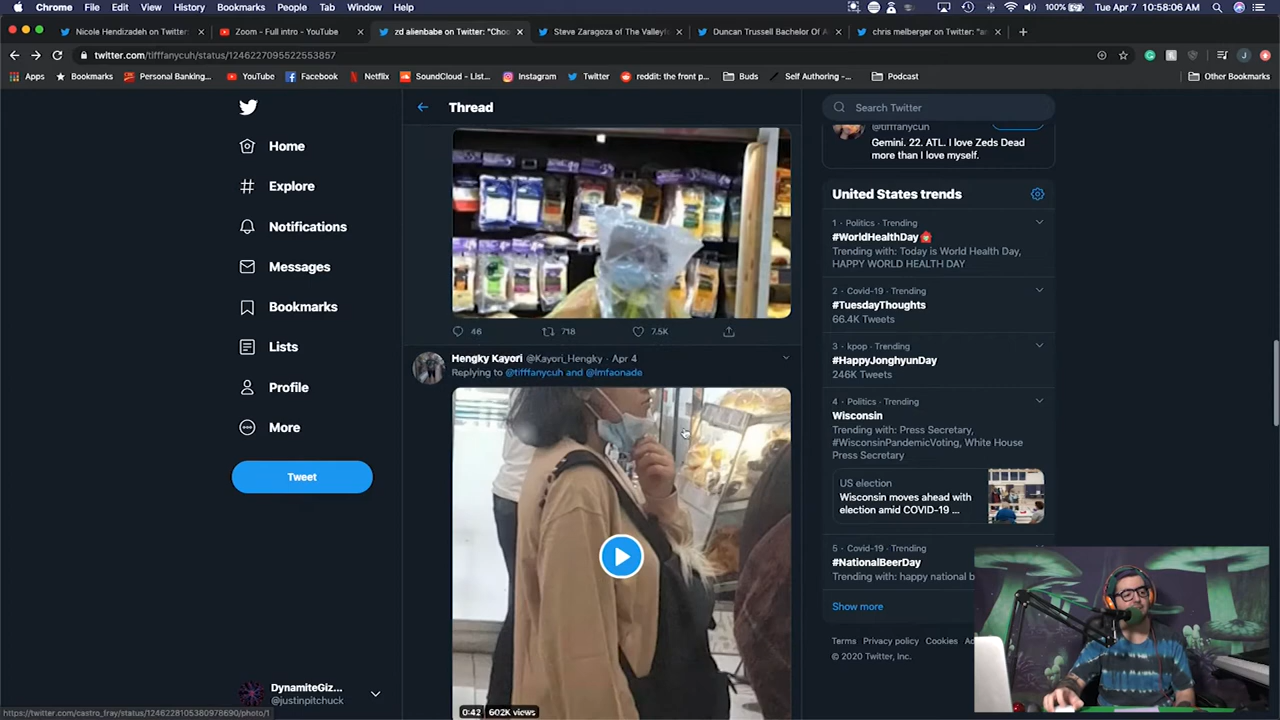 Chrome File Edit View History Bookmarks People Tab Window Help
100% Tue Apr 7 10:58:06 AM
Nicole Hendizadeh on Twitter:
Zoom - Full intro - YouTube
zd alienbabe on Twitter: "Choo
Steve Zaragoza of The Valleyf
Duncan Trussell Bachelor Of A
chris melberger on Twitter: "an
twitter.com/tifffanycuh/status/1246227095522553857
Apps Bookmarks Personal Banking... YouTube Facebook Netflix SoundCloud – List... Instagram Twitter reddit: the front p... Buds Self Authoring -... Podcast Other Bookmarks
Home
Explore
Notifications
Messages
Bookmarks
Lists
Profile
More
Tweet
DynamiteGiz...
@justinpitchuck
Thread
46 718 7.5K
Hengky Kayori @Kayori_Hengky · Apr 4
Replying to @tifffanycuh and @lmfaonade
0:42 602K views
Search Twitter
@tifffanycuh
Gemini. 22. ATL. I love Zeds Dead
more than I love myself.
United States trends
1 · Politics · Trending
#WorldHealthDay
Trending with: Today is World Health Day,
HAPPY WORLD HEALTH DAY
2 · Covid-19 · Trending
#TuesdayThoughts
66.4K Tweets
3 · kpop · Trending
#HappyJonghyunDay
246K Tweets
4 · Politics · Trending
Wisconsin
Trending with: Press Secretary,
#WisconsinPandemicVoting, White House
Press Secretary
US election
Wisconsin moves ahead with
election amid COVID-19 ...
5 · Covid-19 · Trending
#NationalBeerDay
Trending with: happy national b
Show more
Terms Privacy policy Cookies
© 2020 Twitter, Inc.
https://twitter.com/castro_fray/status/1246228105380978690/photo/1